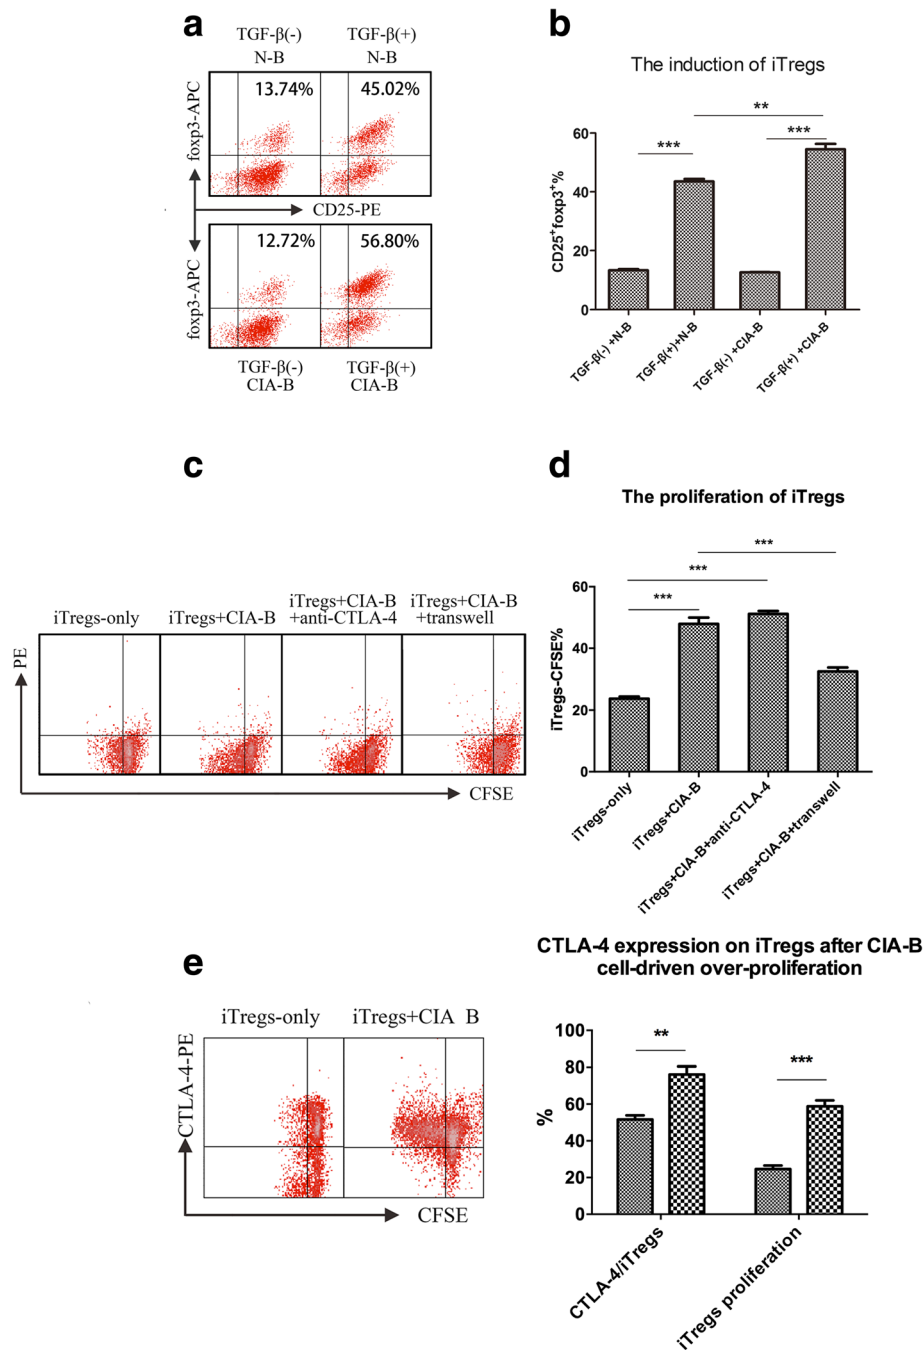 a
TGF-β(-) TGF-β(+)
N-B N-B
foxp3-APC
13.74% 45.02%
CD25-PE
foxp3-APC
12.72% 56.80%
TGF-β(-) TGF-β(+)
CIA-B CIA-B
b
The induction of iTregs
CD25+foxp3+%
60
40
20
0
**
*** ***
TGF-β(-) +N-B
TGF-β(+)+N-B
TGF-β(-) +CIA-B
TGF-β(+) +CIA-B
c
iTregs-only
iTregs+CIA-B
iTregs+CIA-B
+anti-CTLA-4
iTregs+CIA-B
+transwell
PE
CFSE
d
The proliferation of iTregs
iTregs-CFSE%
60
40
20
0
***
***
***
iTregs-only
iTregs+CIA-B
iTregs+CIA-B+anti-CTLA-4
iTregs+CIA-B+transwell
e
iTregs-only iTregs+CIA B
CTLA-4-PE
CFSE
CTLA-4 expression on iTregs after CIA-B
cell-driven over-proliferation
%
100
80
60
40
20
0
** ***
CTLA-4/iTregs
iTregs proliferation